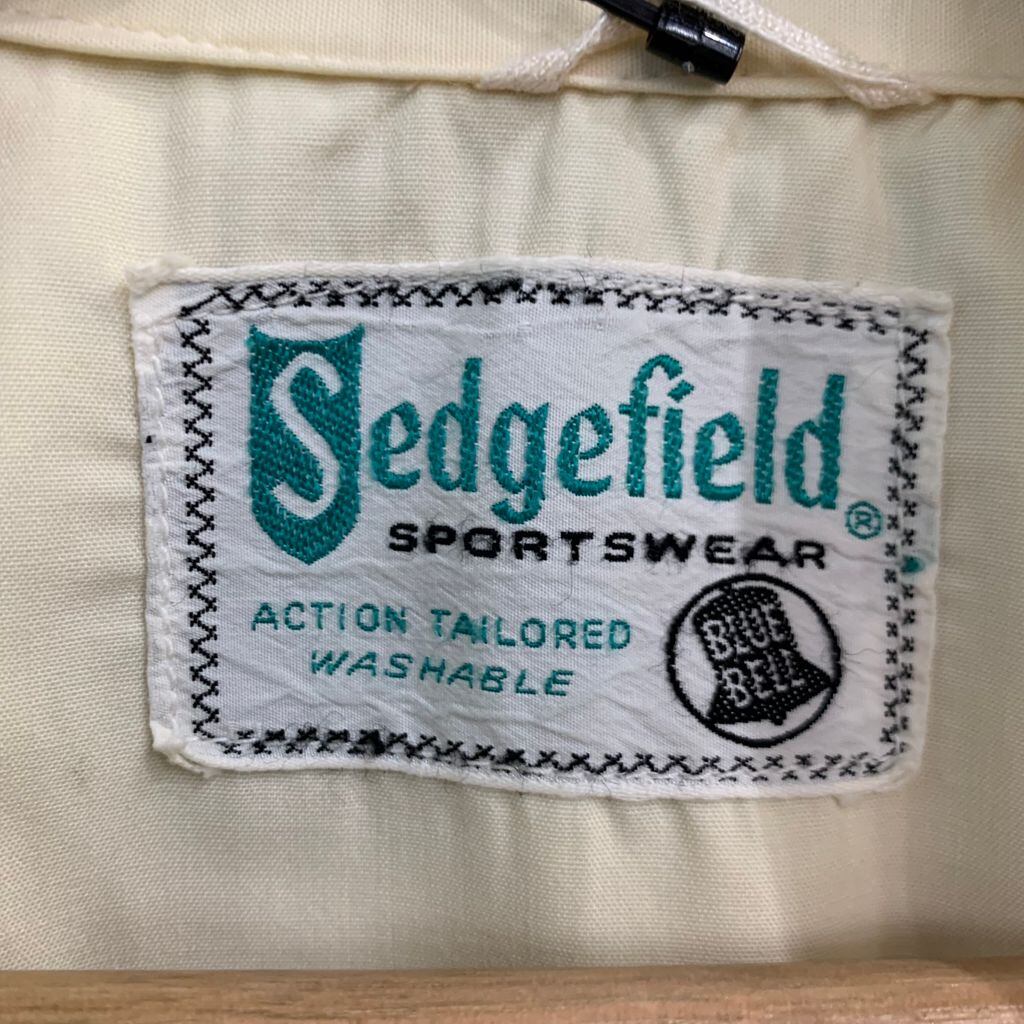 Sedgefield®
SPORTSWEAR
ACTION TAILORED
WASHABLE
BLUE
BELL